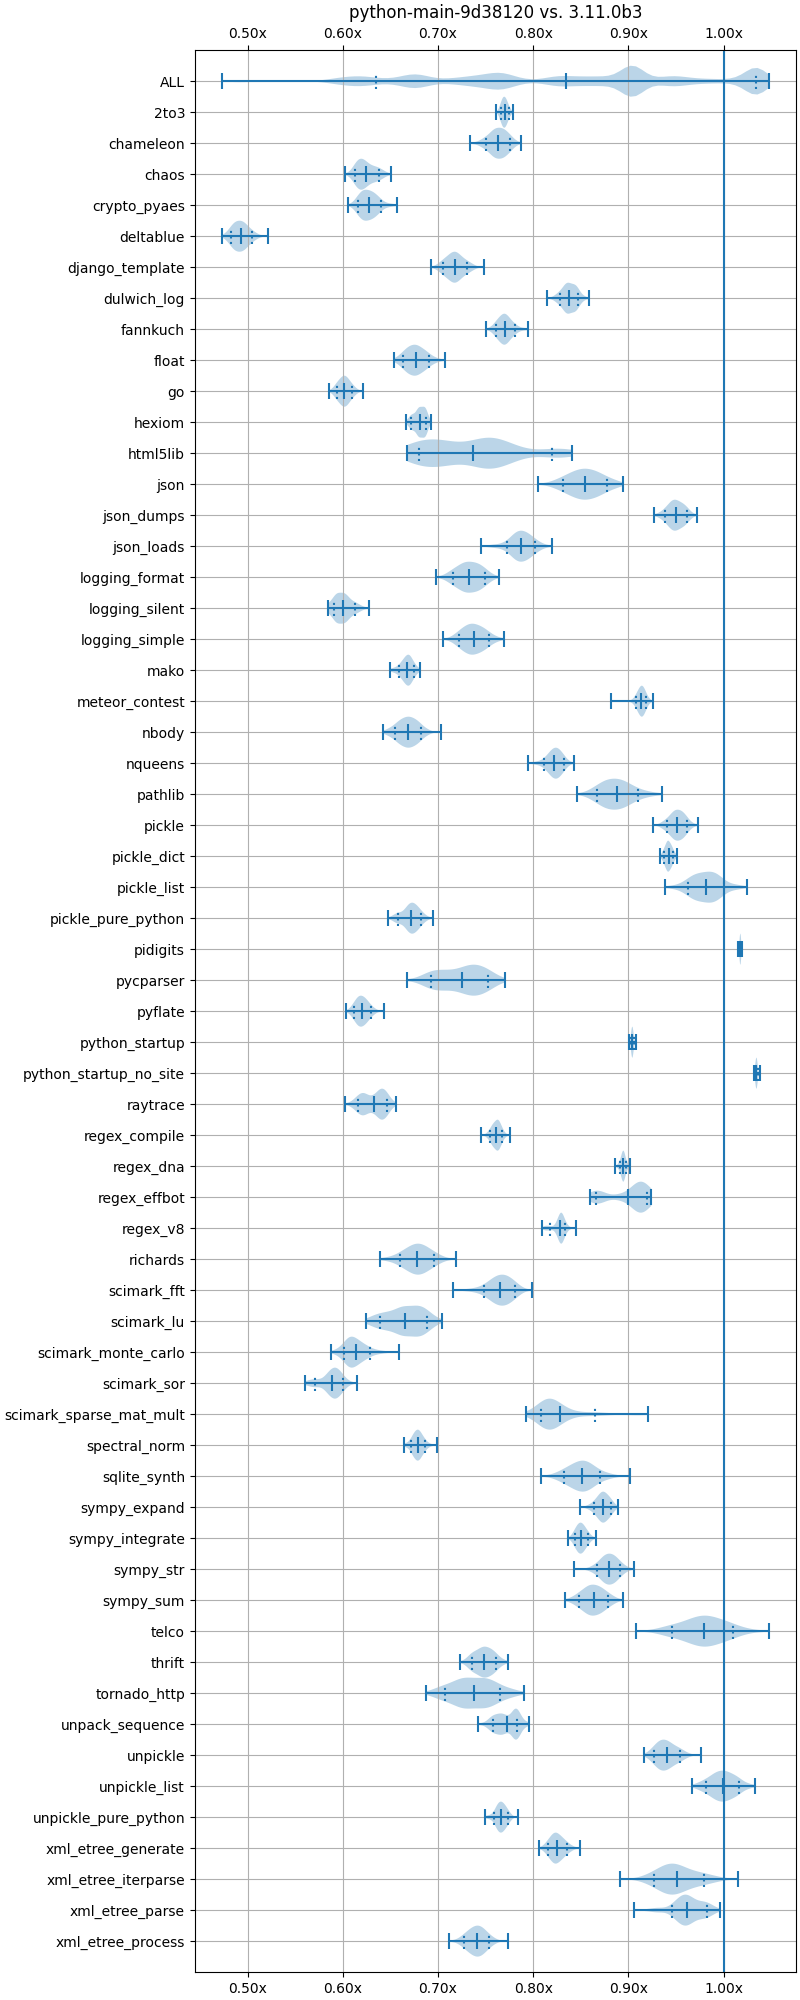 python-main-9d38120 vs. 3.11.0b3
0.50x 0.60x 0.70x 0.80x 0.90x 1.00x
ALL
2to3
chameleon
chaos
crypto_pyaes
deltablue
django_template
dulwich_log
fannkuch
float
go
hexiom
html5lib
json
json_dumps
json_loads
logging_format
logging_silent
logging_simple
mako
meteor_contest
nbody
nqueens
pathlib
pickle
pickle_dict
pickle_list
pickle_pure_python
pidigits
pycparser
pyflate
python_startup
python_startup_no_site
raytrace
regex_compile
regex_dna
regex_effbot
regex_v8
richards
scimark_fft
scimark_lu
scimark_monte_carlo
scimark_sor
scimark_sparse_mat_mult
spectral_norm
sqlite_synth
sympy_expand
sympy_integrate
sympy_str
sympy_sum
telco
thrift
tornado_http
unpack_sequence
unpickle
unpickle_list
unpickle_pure_python
xml_etree_generate
xml_etree_iterparse
xml_etree_parse
xml_etree_process
0.50x 0.60x 0.70x 0.80x 0.90x 1.00x